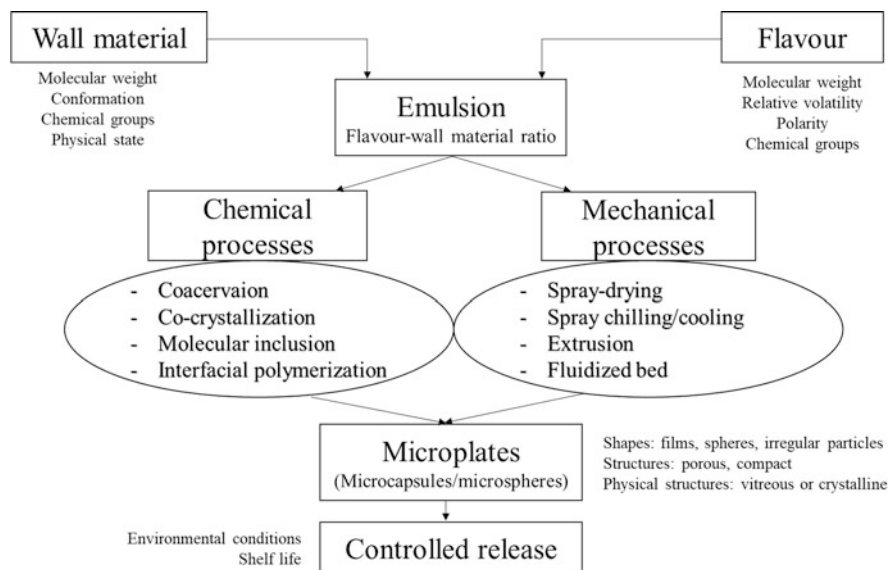 Wall material
Flavour
Molecular weight
Conformation
Chemical groups
Physical state
Molecular weight
Relative volatility
Polarity
Chemical groups
Emulsion
Flavour-wall material ratio
Chemical
processes
Mechanical
processes
- Coacervaion
- Co-crystallization
- Molecular inclusion
- Interfacial polymerization
- Spray-drying
- Spray chilling/cooling
- Extrusion
- Fluidized bed
Microplates
(Microcapsules/microspheres)
Shapes: films, spheres, irregular particles
Structures: porous, compact
Physical structures: vitreous or crystalline
Environmental conditions
Shelf life
Controlled release